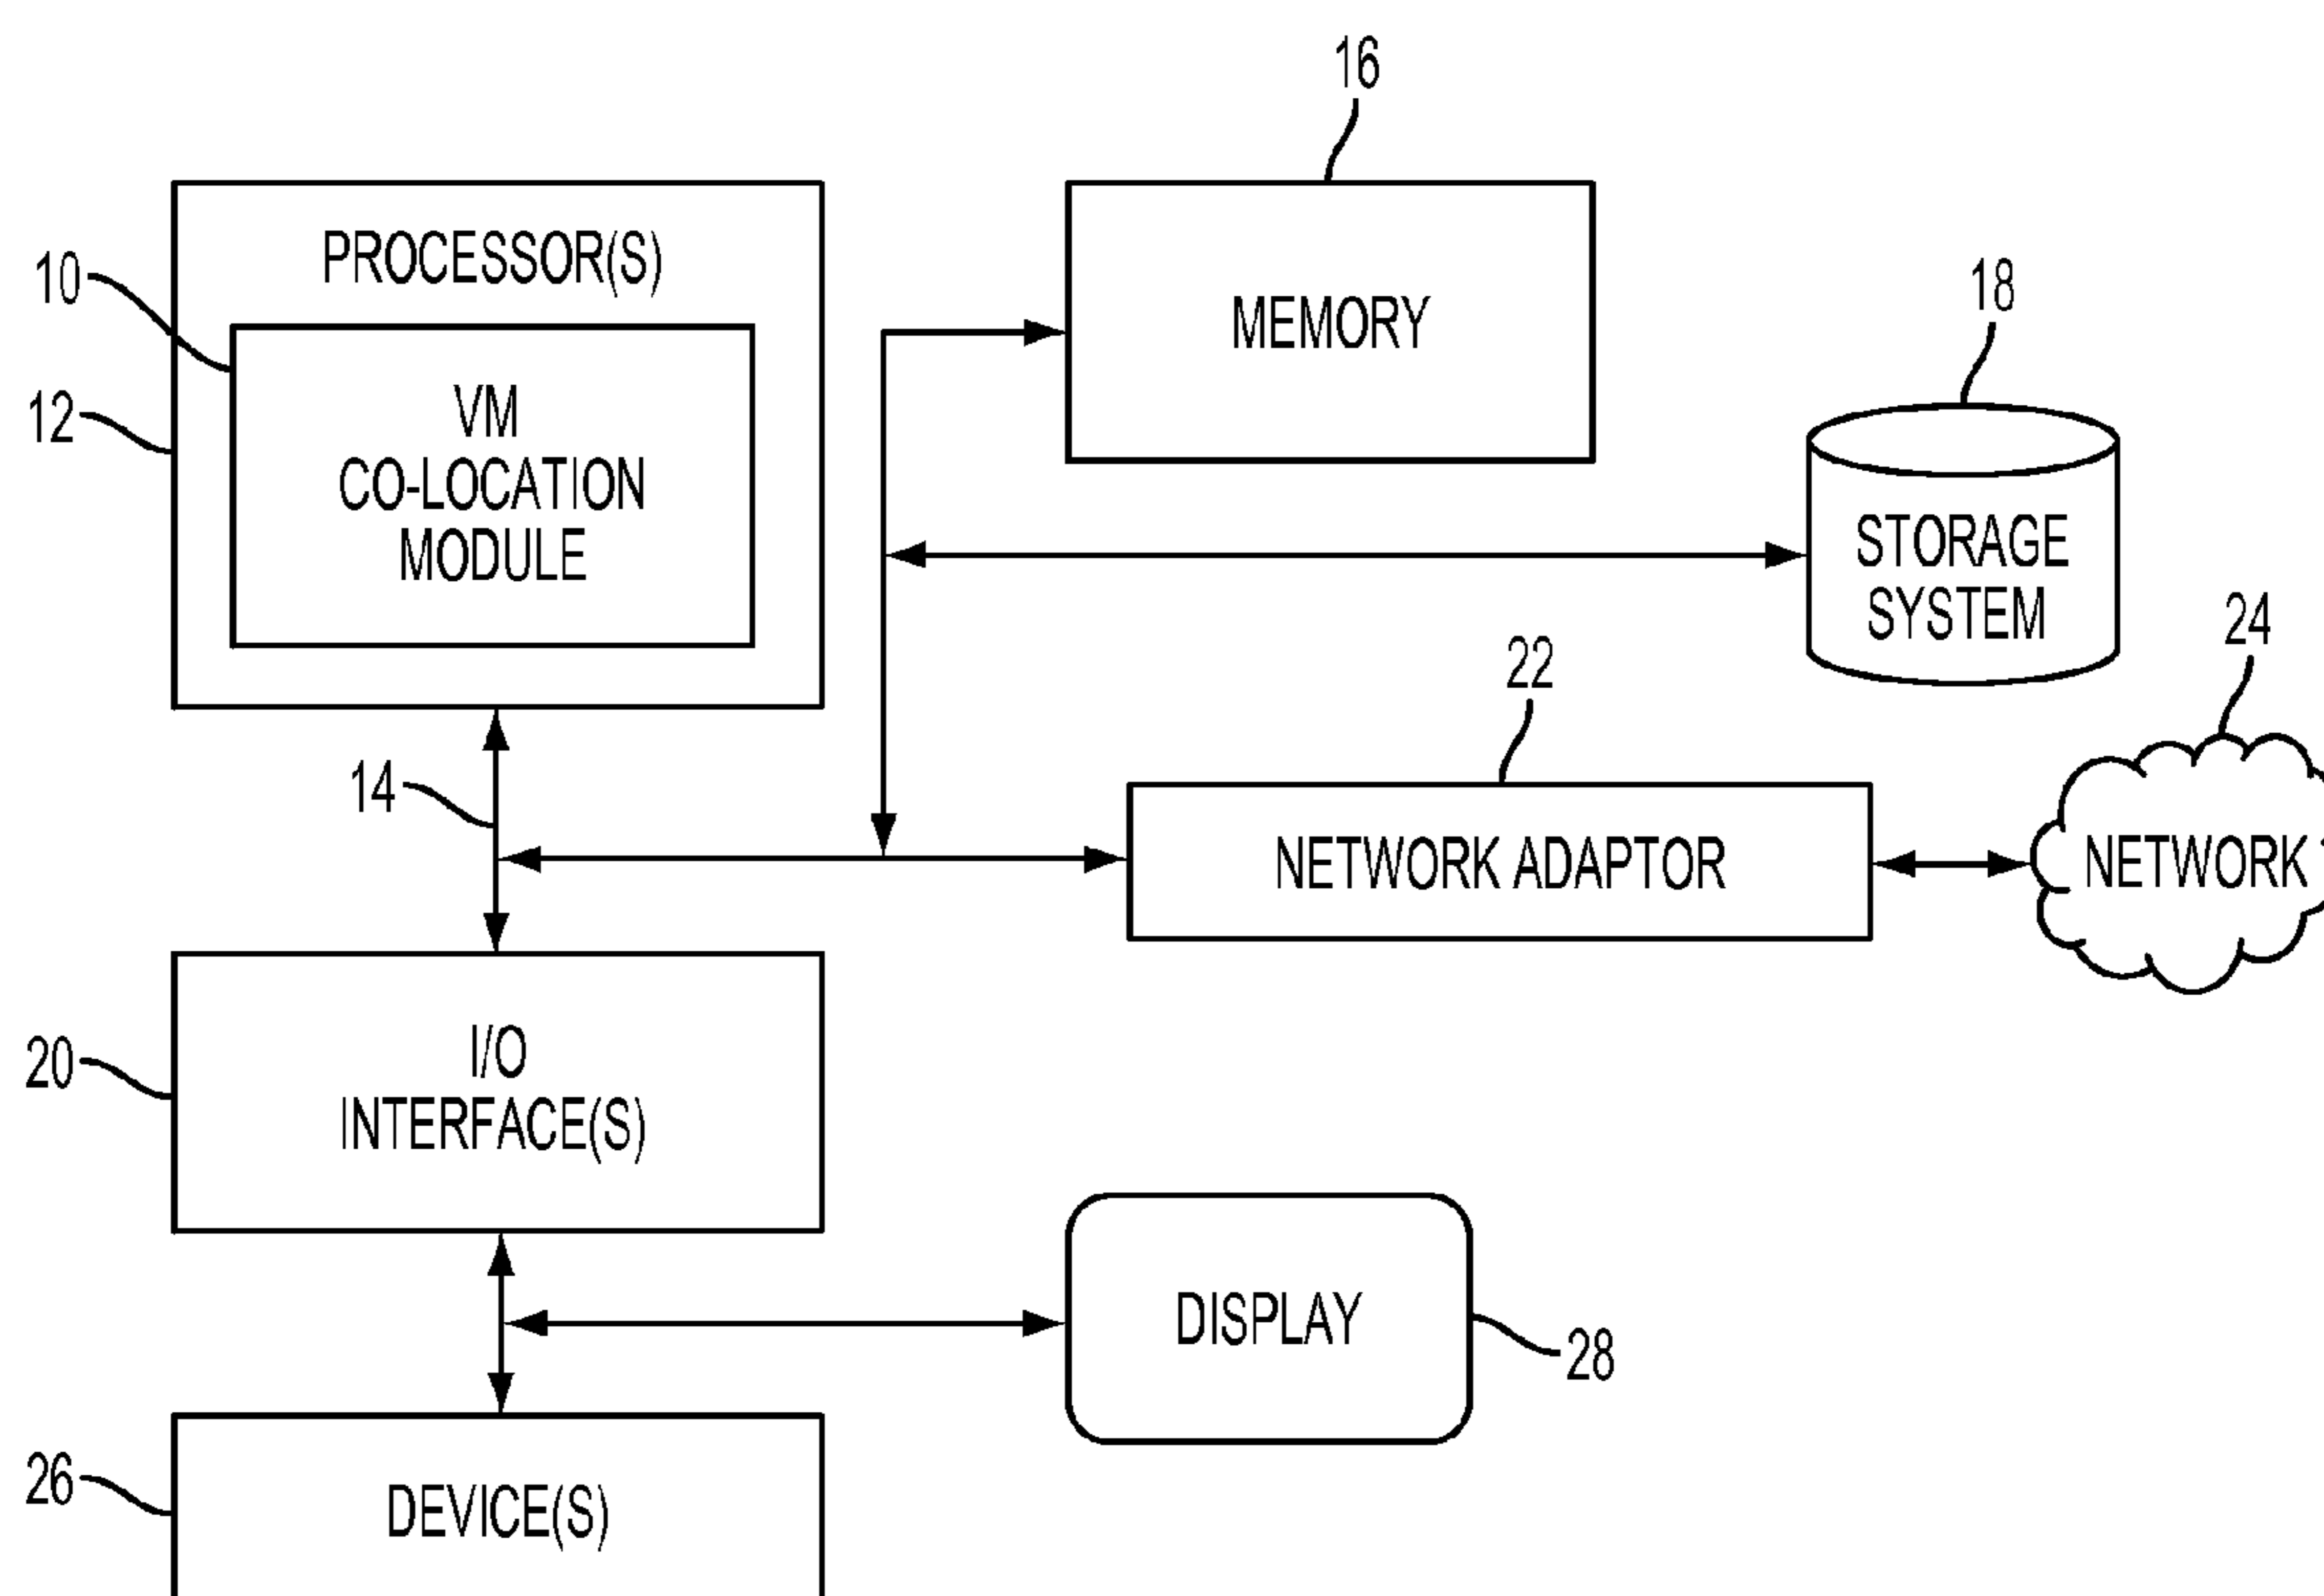 16
PROCESSOR(S)
10
18
MEMORY
VM
12
CO-LOCATION
MODULE
STORAGE
SYSTEM
24
22
14
NETWORK ADAPTOR
NETWORK
I/O
20
INTERFACE(S)
DISPLAY
28
26
DEVICE(S)